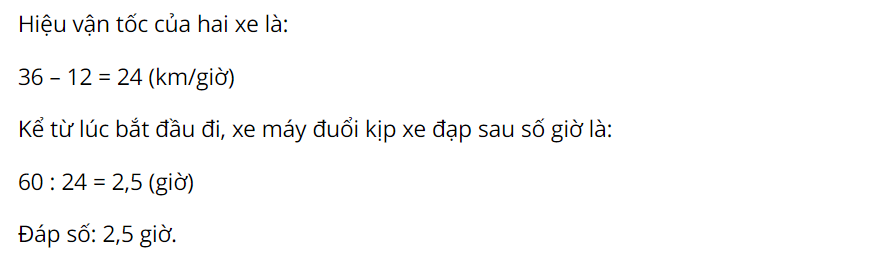 Hiệu vận tốc của hai xe là:
36 – 12 = 24 (km/giờ)
Kể từ lúc bắt đầu đi, xe máy đuổi kịp xe đạp sau số giờ là:
60 : 24 = 2,5 (giờ)
Đáp số: 2,5 giờ.